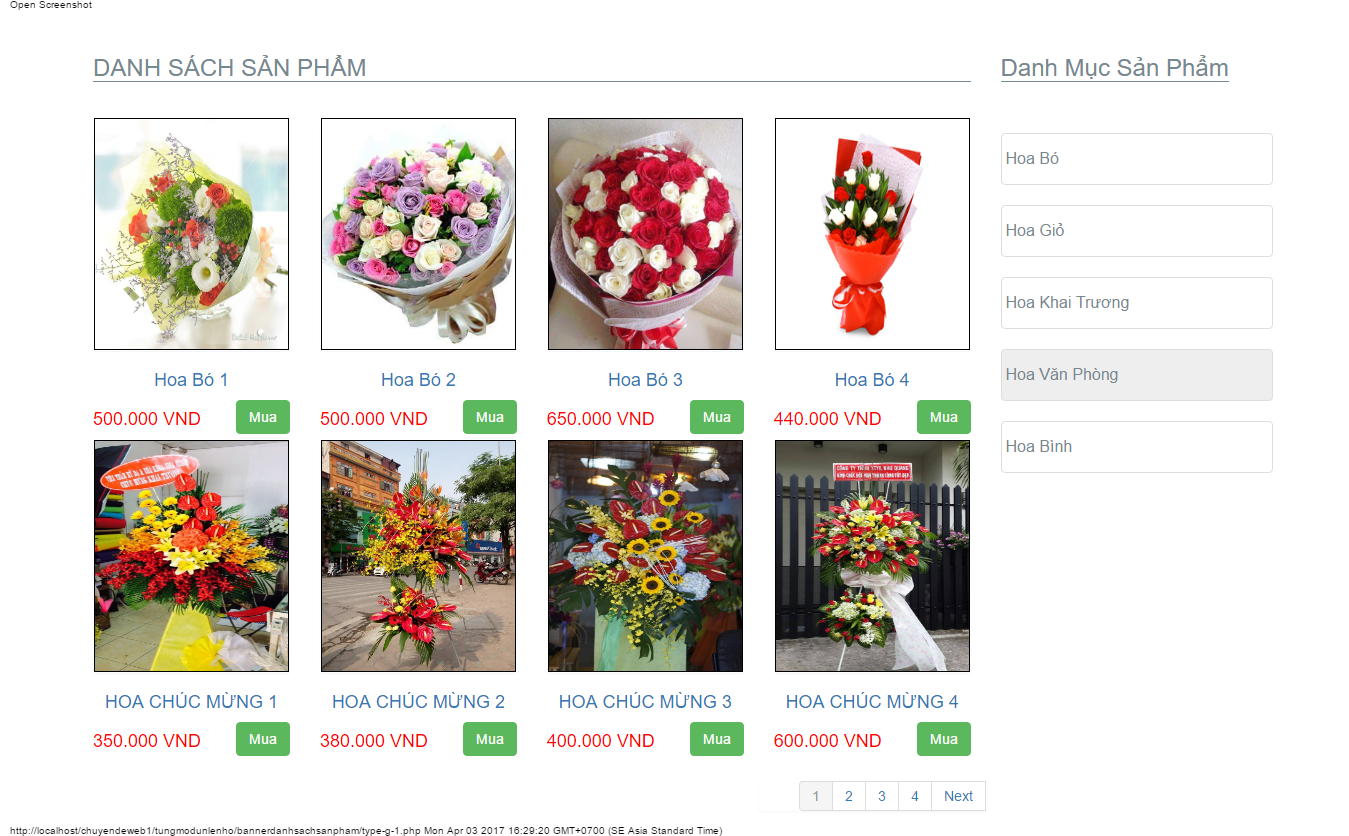 Open Screenshot
DANH SÁCH SẢN PHẨM
Hoa Bó 1
Hoa Bó 2
Hoa Bó 3
Hoa Bó 4
500.000 VND
Mua
500.000 VND
Mua
650.000 VND
Mua
440.000 VND
Mua
HOA CHÚC MỪNG 1
HOA CHÚC MỪNG 2
HOA CHÚC MỪNG 3
HOA CHÚC MỪNG 4
350.000 VND
Mua
380.000 VND
Mua
400.000 VND
Mua
600.000 VND
Mua
1 2 3 4 Next
Danh Mục Sản Phẩm
Hoa Bó
Hoa Giỏ
Hoa Khai Trương
Hoa Văn Phòng
Hoa Bình
http://localhost/chuyendeweb1/tungmodunlenho/bannerdanhsachsanpham/type-g-1.php Mon Apr 03 2017 16:29:20 GMT+0700 (SE Asia Standard Time)